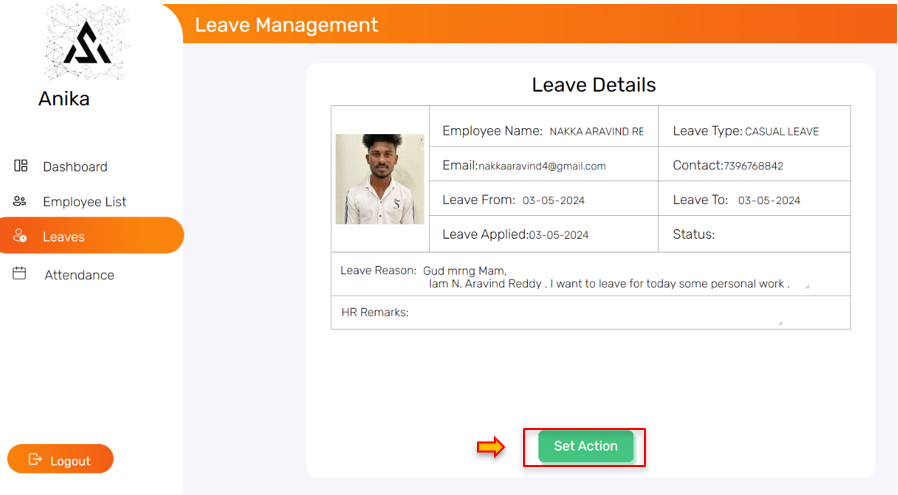 Leave Management
Anika
Dashboard
Employee List
Leaves
Attendance
Logout
Leave Details
Employee Name: NAKKA ARAVIND RE
Leave Type: CASUAL LEAVE
Email:nakkaaravind4@gmail.com
Contact:7396768842
Leave From: 03-05-2024
Leave To: 03-05-2024
Leave Applied:03-05-2024
Status:
Leave Reason: Gud mrng Mam,
Iam N. Aravind Reddy . I want to leave for today some personal work .
HR Remarks:
Set Action